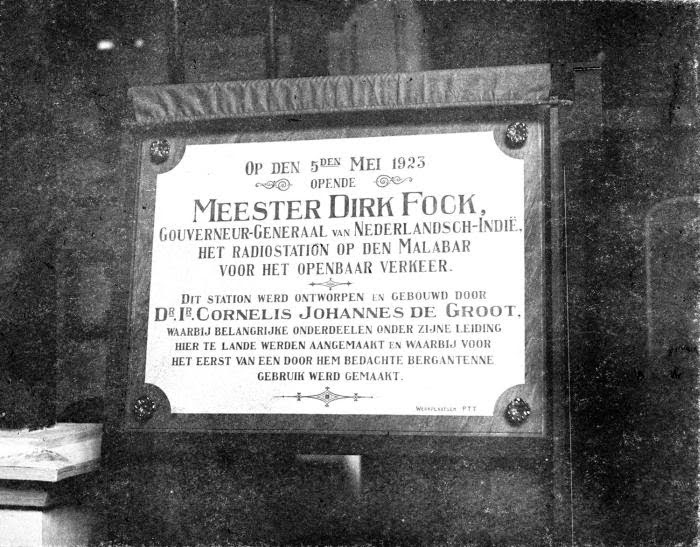 Op den 5den Mei 1923
opende
Meester Dirk Fock,
Gouverneur-Generaal van Nederlandsch-Indië,
het radiostation op den Malabar
voor het openbaar verkeer.
Dit station werd ontworpen en gebouwd door
Dr. Ir. Cornelis Johannes de Groot,
waarbij belangrijke onderdeelen onder zijne leiding
hier te lande werden aangemaakt en waarbij voor
het eerst van een door hem bedachte bergantenne
gebruik werd gemaakt.
Werkplaatsen PTT